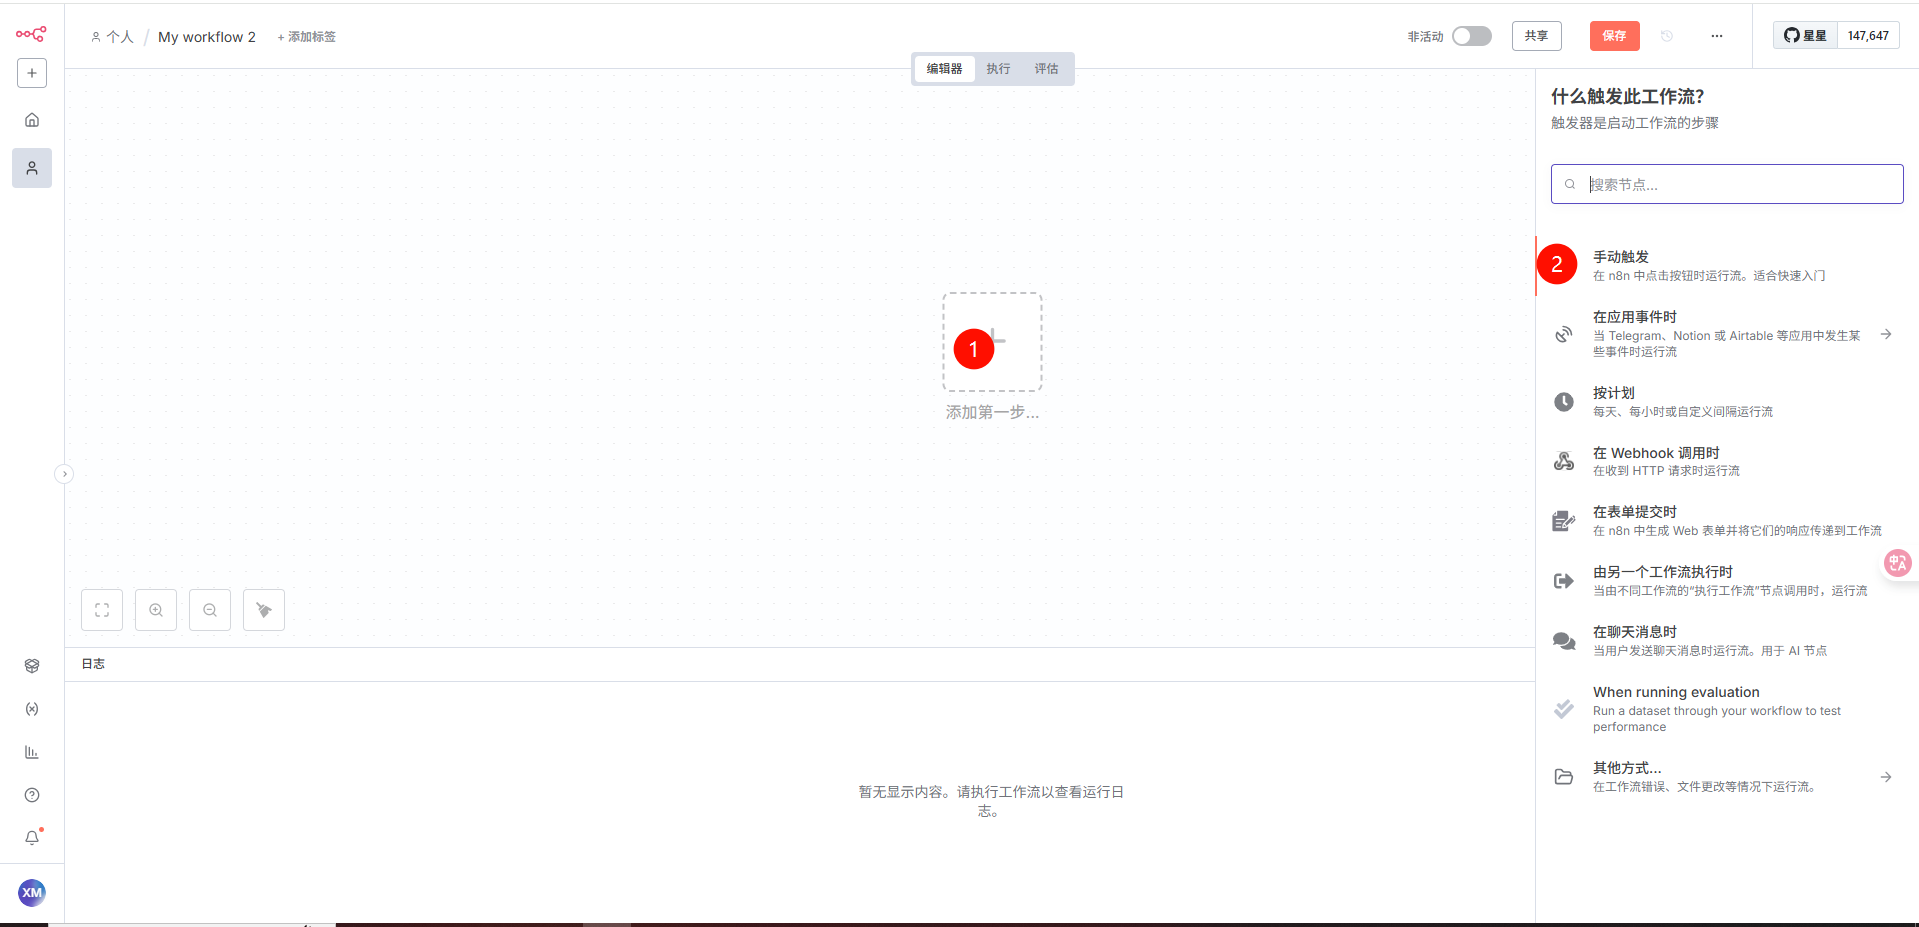 个人 / My workflow 2 + 添加标签
非活动 共享 保存 ... 星星 147,647
编辑器 执行 评估
什么触发此工作流？
触发器是启动工作流的步骤
搜索节点...
2
手动触发
在 n8n 中点击按钮时运行流。适合快速入门
在应用事件时
当 Telegram、Notion 或 Airtable 等应用中发生某
些事件时运行流
按计划
每天、每小时或自定义间隔运行流
在 Webhook 调用时
在收到 HTTP 请求时运行流
在表单提交时
在 n8n 中生成 Web 表单并将它们的响应传递到工作流
由另一个工作流执行时
当由不同工作流的“执行工作流”节点调用时，运行流
在聊天消息时
当用户发送聊天消息时运行流。用于 AI 节点
When running evaluation
Run a dataset through your workflow to test
performance
其他方式...
在工作流错误、文件更改等情况下运行流。
1
添加第一步...
日志
暂无显示内容。请执行工作流以查看运行日
志。
XM